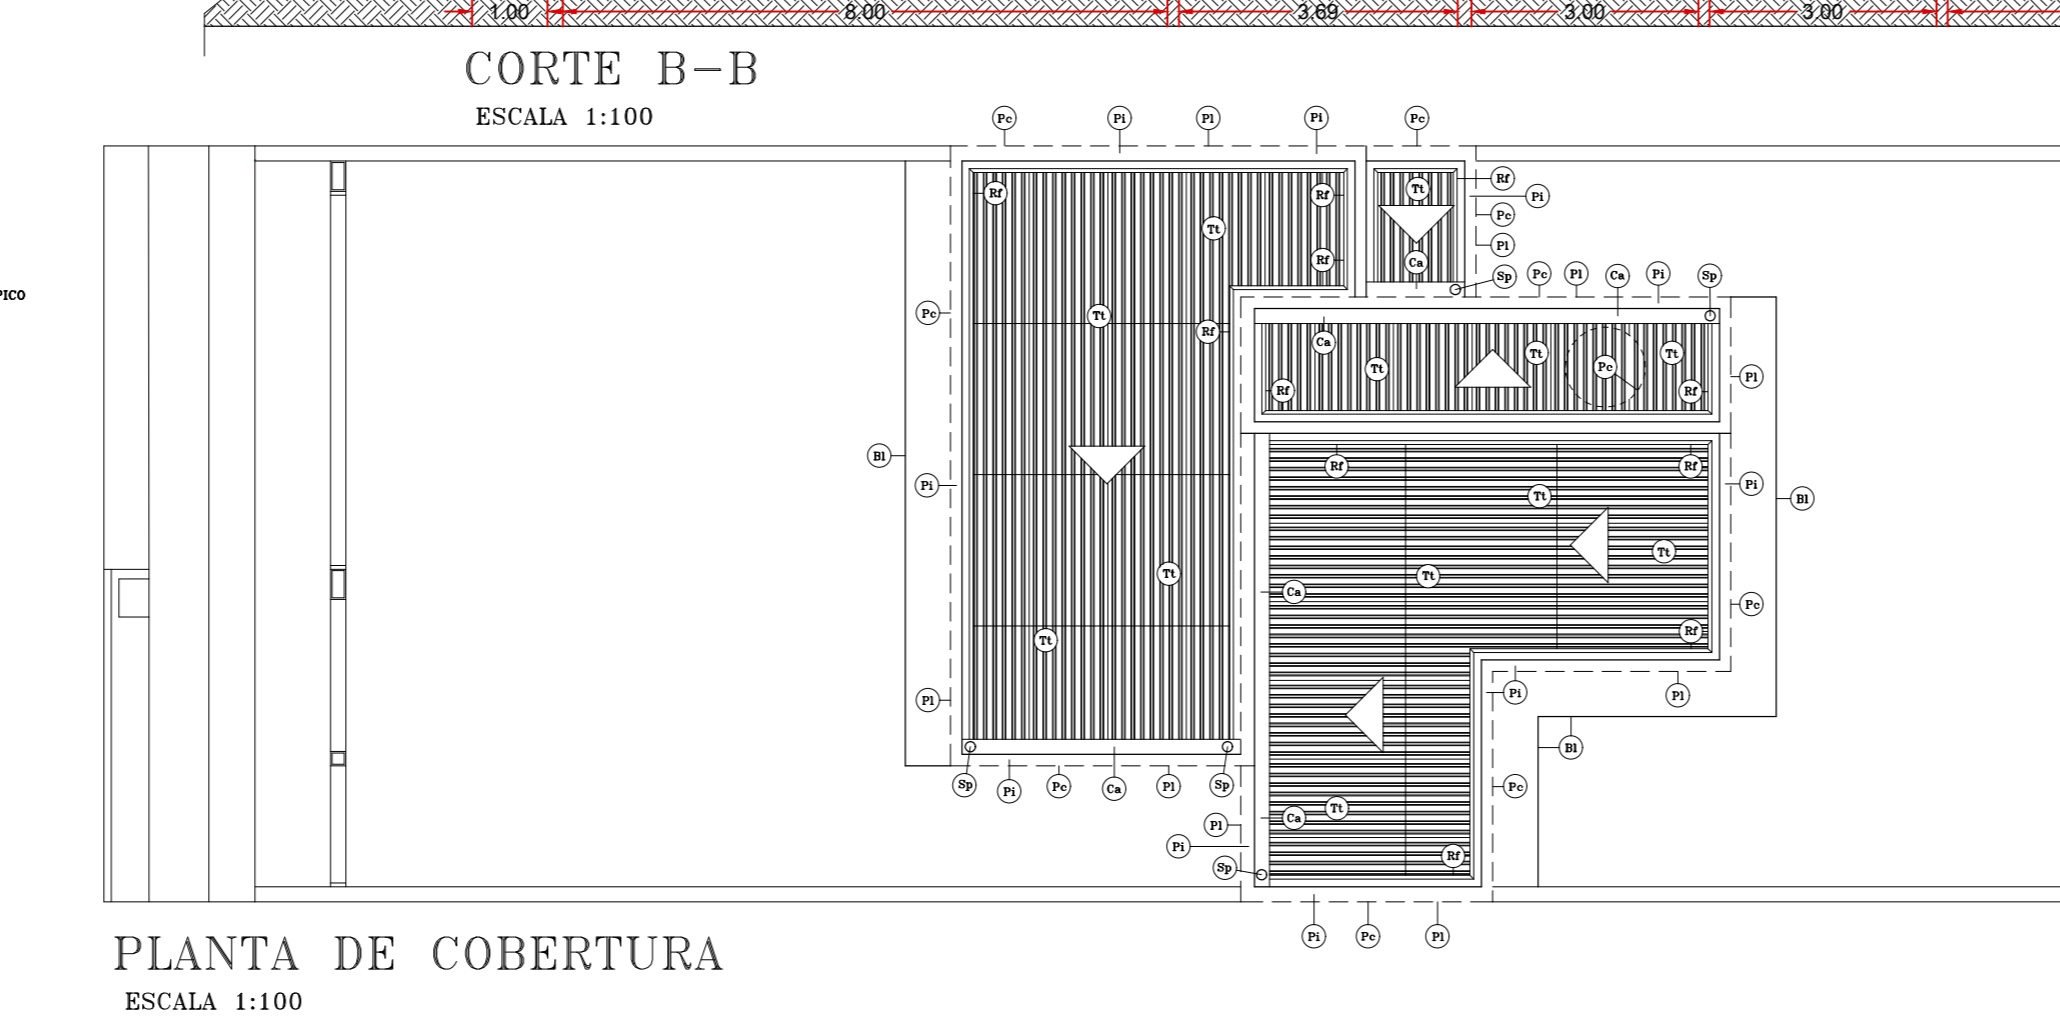 1.00 8.00 3.69 3.00 3.00
CORTE B-B
ESCALA 1:100
Pc Pi Pl Pi Pc
Rf Rf Tt Rf
Pi
Pc
Tt
Rf Ca Pl
Sp Pc Pl Ca Pi Sp
PICO
Pc Tt Rf Ca Tt Tt Pc Tt Pl
Rf Rf
Bl Rf Rf
Pi Tt Pi Bl
Tt Tt Tt
Ca Pc
Tt Rf
Pl Pi Pl
Bl
Sp Pi Pc Ca Pl Sp Pc
Pl Ca Tt
Pi Rf
Sp
Pi Pc Pl
PLANTA DE COBERTURA
ESCALA 1:100